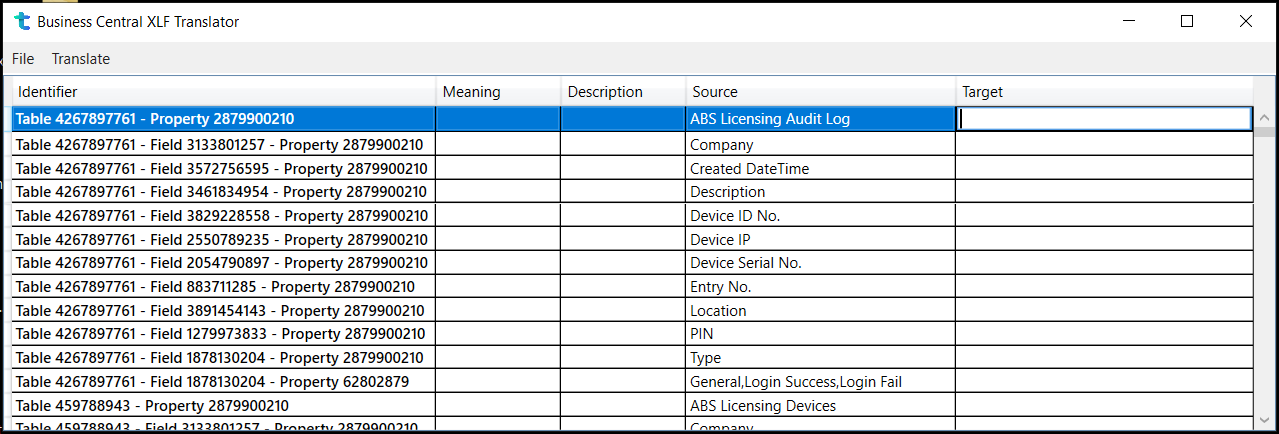 Business Central XLF Translator
File Translate
Identifier Meaning Description Source Target
Table 4267897761 - Property 2879900210 ABS Licensing Audit Log
Table 4267897761 - Field 3133801257 - Property 2879900210 Company
Table 4267897761 - Field 3572756595 - Property 2879900210 Created DateTime
Table 4267897761 - Field 3461834954 - Property 2879900210 Description
Table 4267897761 - Field 3829228558 - Property 2879900210 Device ID No.
Table 4267897761 - Field 2550789235 - Property 2879900210 Device IP
Table 4267897761 - Field 2054790897 - Property 2879900210 Device Serial No.
Table 4267897761 - Field 883711285 - Property 2879900210 Entry No.
Table 4267897761 - Field 3891454143 - Property 2879900210 Location
Table 4267897761 - Field 1279973833 - Property 2879900210 PIN
Table 4267897761 - Field 1878130204 - Property 2879900210 Type
Table 4267897761 - Field 1878130204 - Property 62802879 General,Login Success,Login Fail
Table 459788943 - Property 2879900210 ABS Licensing Devices
Table 459788943 - Field 3133801257 - Property 2879900210 Company